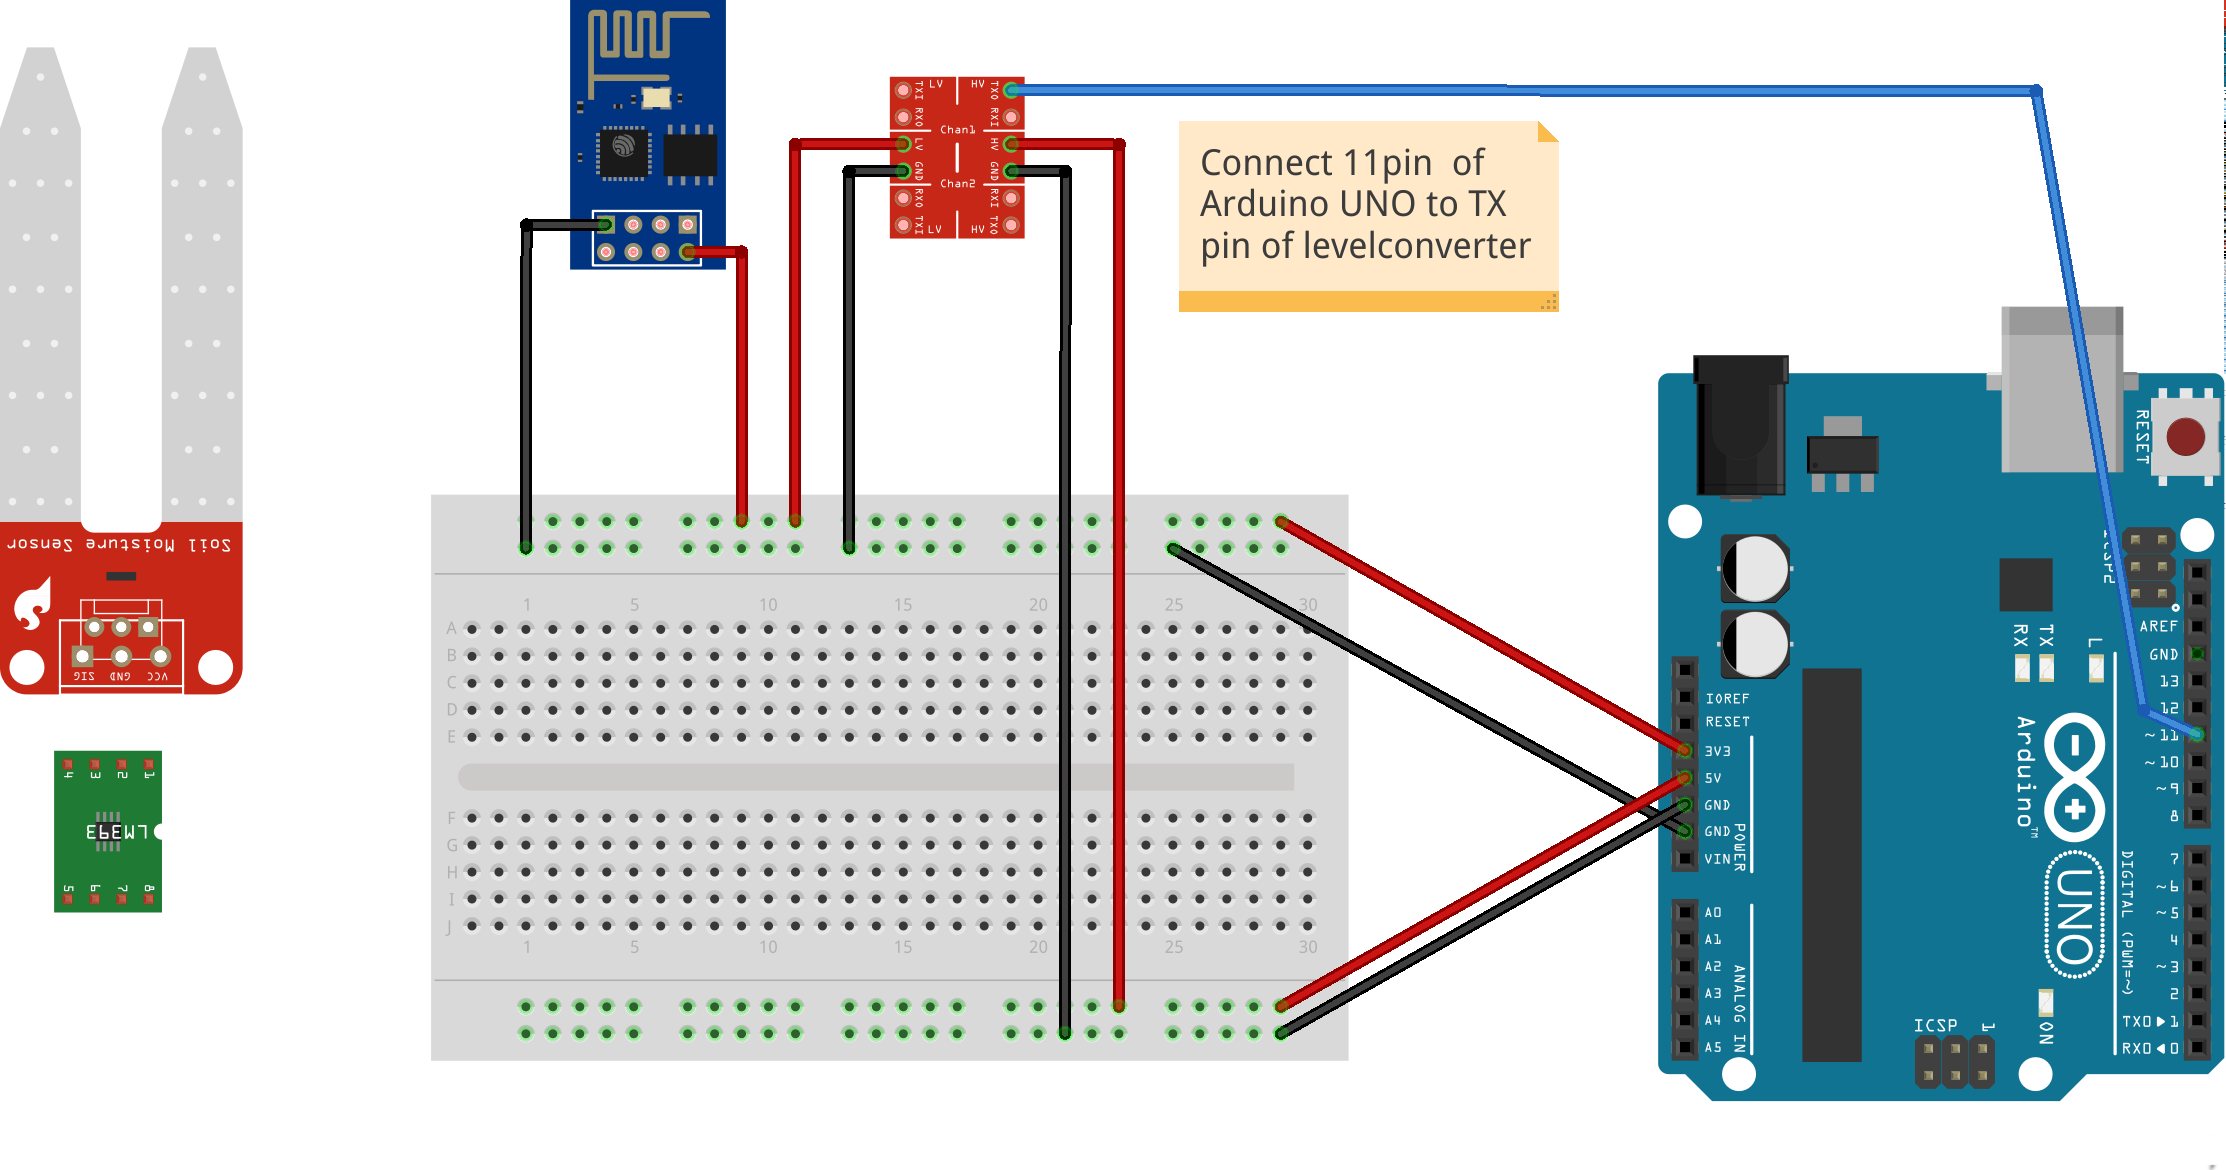 TXI LV HV TXO
RXO RXI
Chan1
LV HV
GND GND
Chan2
RXO RXI
TXI LV HV TXO
Connect 11pin  of
Arduino UNO to TX
pin of levelconverter
Soil Moisture Sensor
SIG GND VCC
4 3 2 1
LM393
5 6 7 8
1 5 10 15 20 25 30
A
B
C
D
E
F
G
H
I
J
1 5 10 15 20 25 30
RESET
ICSP2
AREF
GND
13
12
~11
~10
~9
8
7
~6
~5
4
~3
2
TX0▶1
RX0◀0
RX TX L
IOREF
RESET
3V3
5V
GND
GND
VIN
POWER
A0
A1
A2
A3
A4
A5
ANALOG IN
Arduino™
UNO
DIGITAL (PWM=~)
ICSP 1
ON